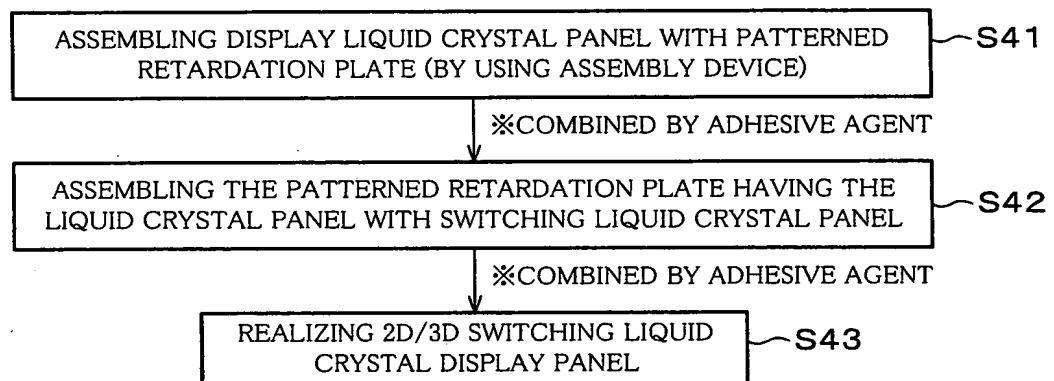 ASSEMBLING DISPLAY LIQUID CRYSTAL PANEL WITH PATTERNED
RETARDATION PLATE (BY USING ASSEMBLY DEVICE)
S41
※COMBINED BY ADHESIVE AGENT
ASSEMBLING THE PATTERNED RETARDATION PLATE HAVING THE
LIQUID CRYSTAL PANEL WITH SWITCHING LIQUID CRYSTAL PANEL
S42
※COMBINED BY ADHESIVE AGENT
REALIZING 2D/3D SWITCHING LIQUID
CRYSTAL DISPLAY PANEL
S43